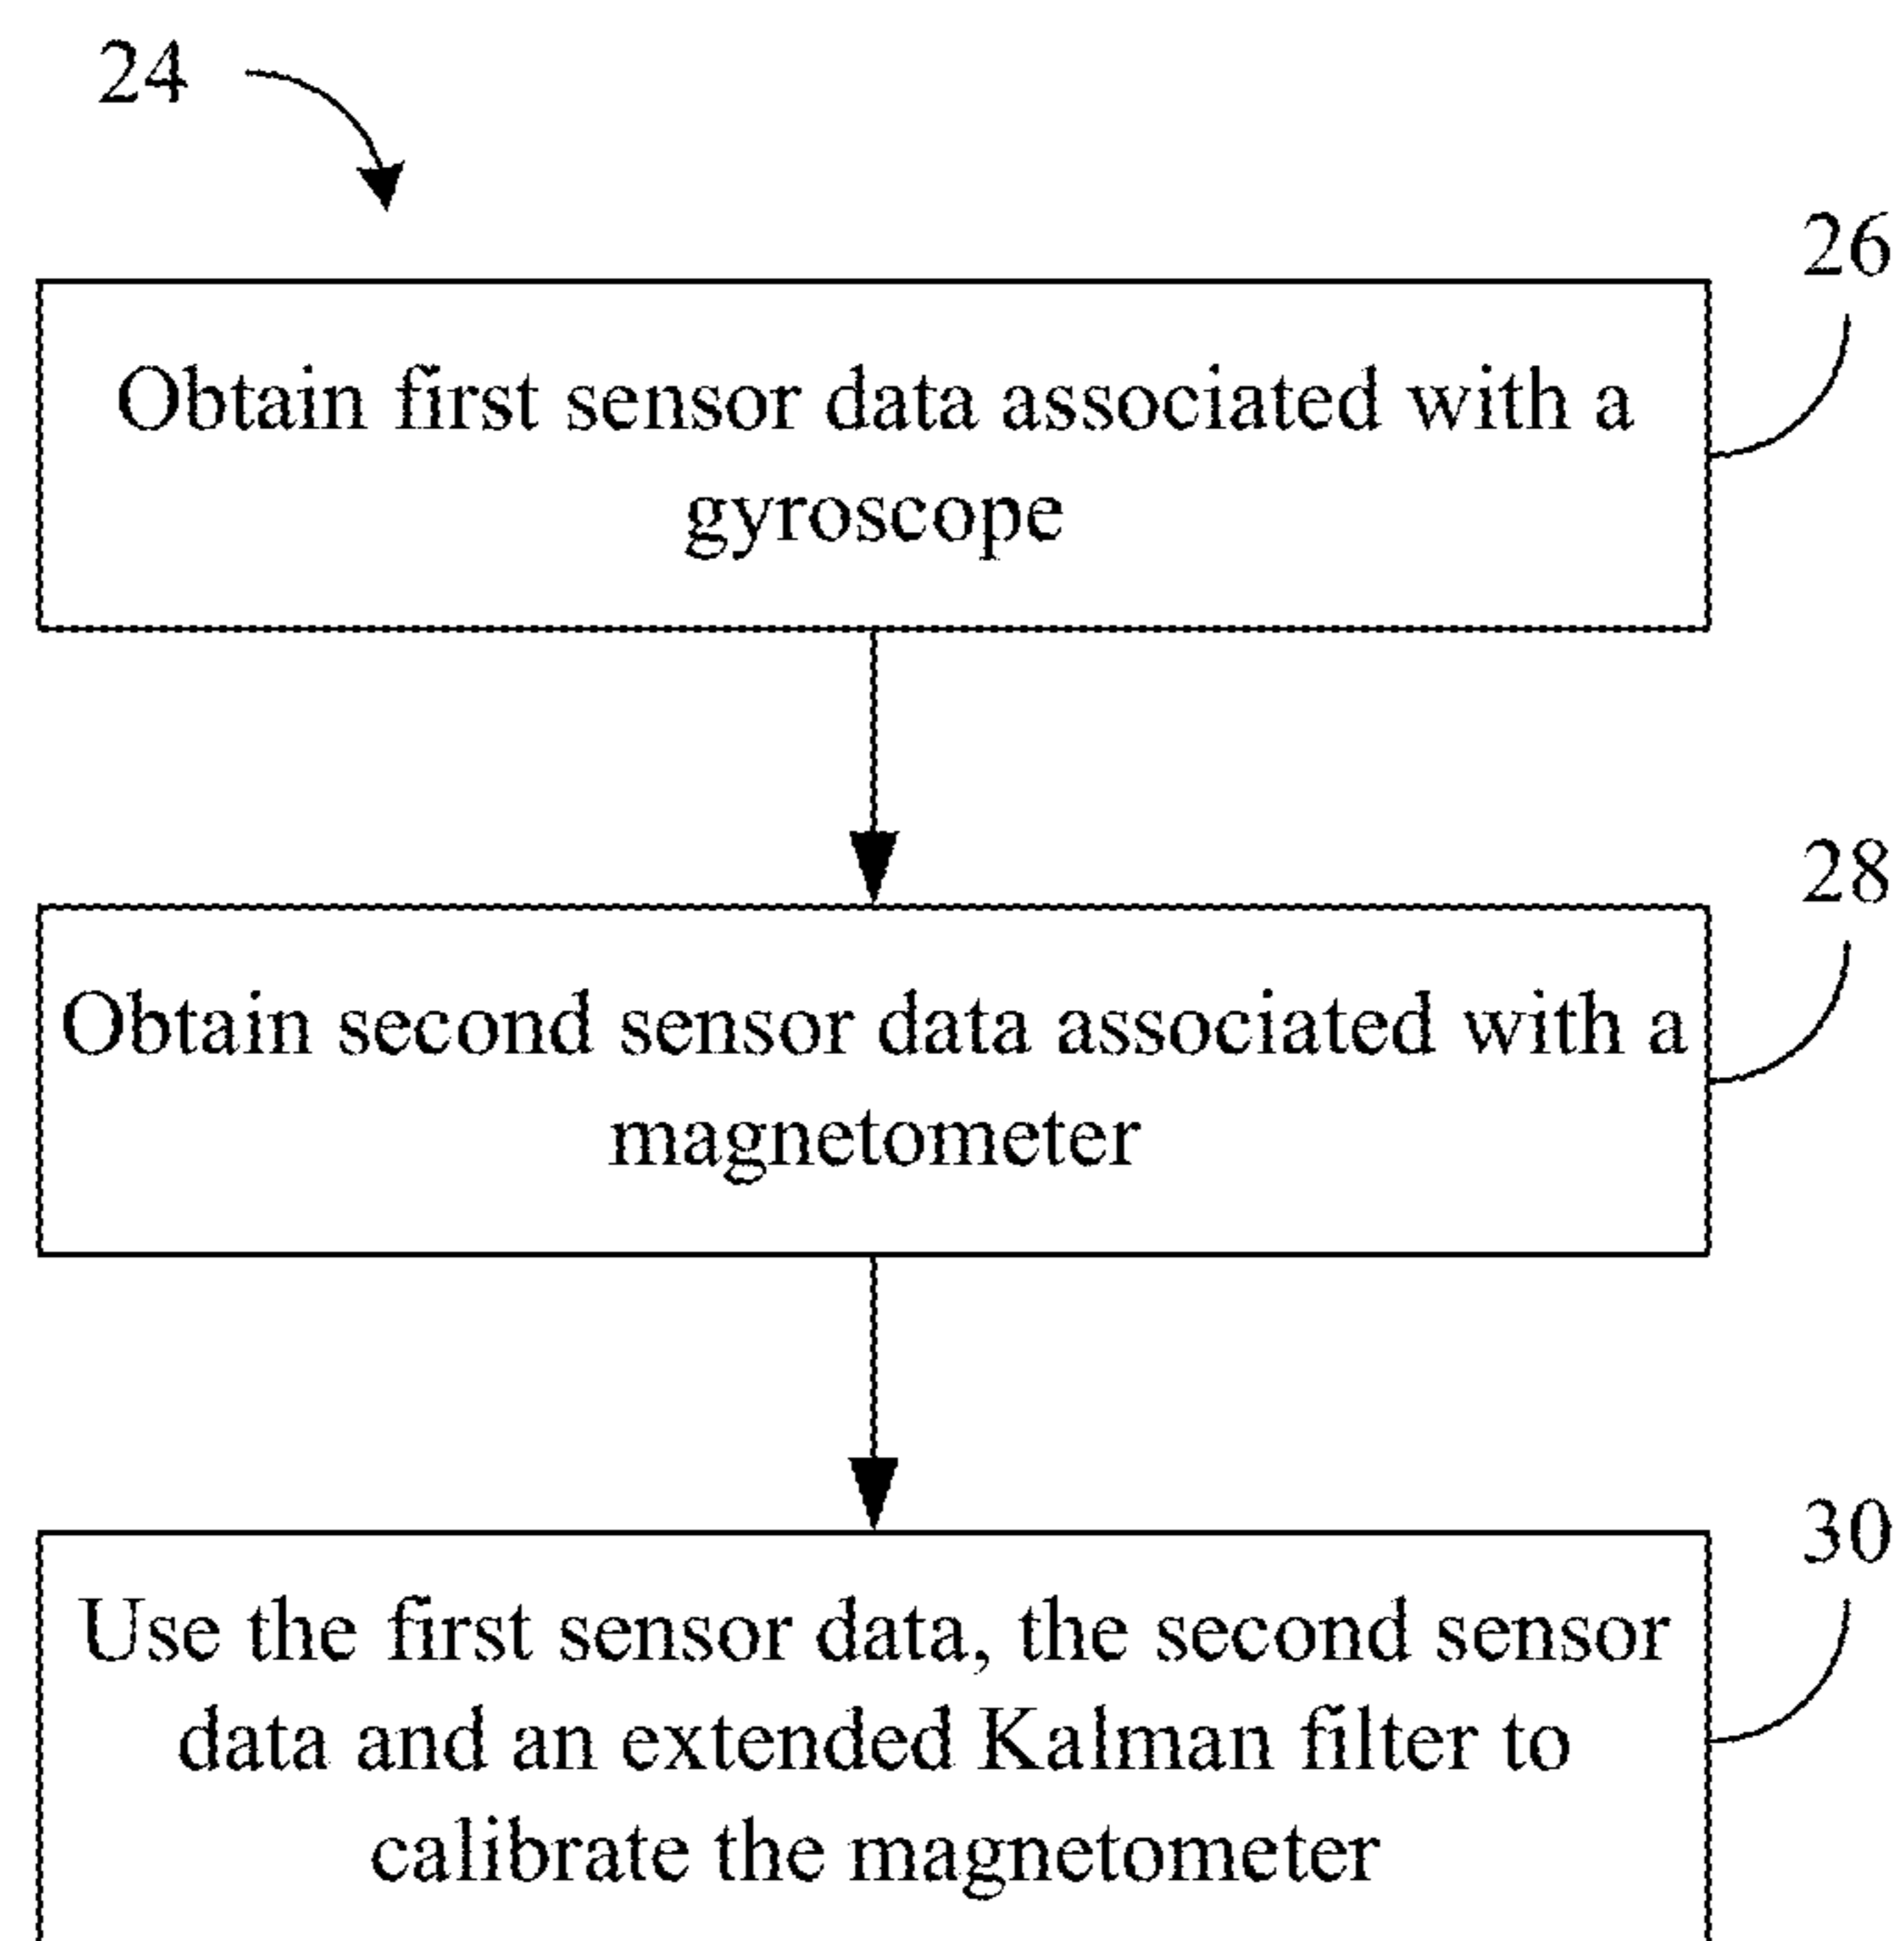 24
26
Obtain first sensor data associated with a
gyroscope
28
Obtain second sensor data associated with a
magnetometer
30
Use the first sensor data, the second sensor
data and an extended Kalman filter to
calibrate the magnetometer